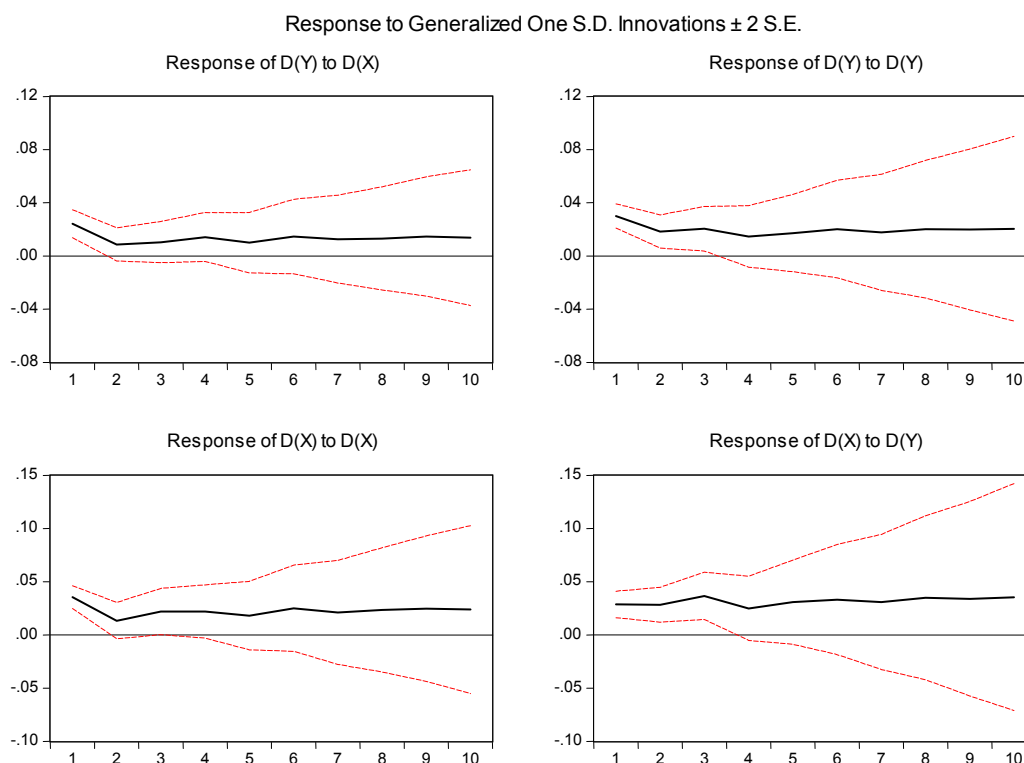 Response to Generalized One S.D. Innovations ± 2 S.E.
Response of D(Y) to D(X)
.12
.08
.04
.00
-.04
-.08
1 2 3 4 5 6 7 8 9 10
Response of D(Y) to D(Y)
.12
.08
.04
.00
-.04
-.08
1 2 3 4 5 6 7 8 9 10
Response of D(X) to D(X)
.15
.10
.05
.00
-.05
-.10
1 2 3 4 5 6 7 8 9 10
Response of D(X) to D(Y)
.15
.10
.05
.00
-.05
-.10
1 2 3 4 5 6 7 8 9 10